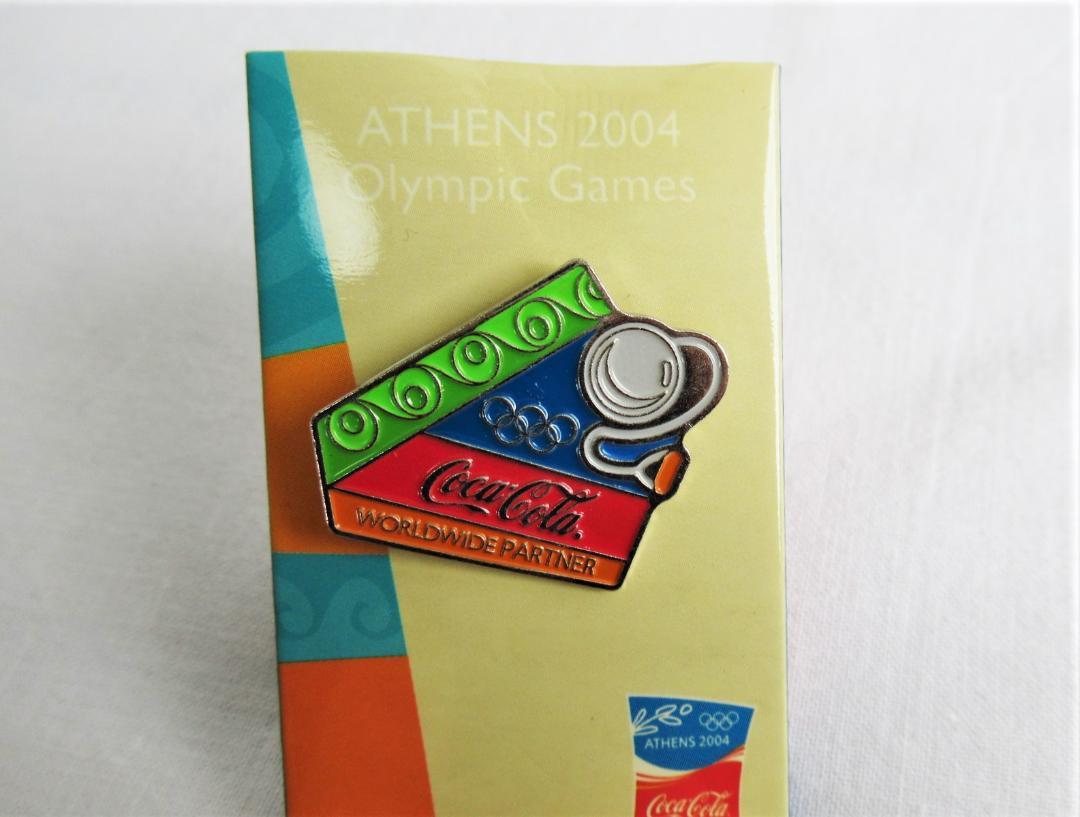 ATHENS 2004
Olympic Games
Coca-Cola
WORLDWIDE PARTNER
ATHENS 2004
Coca-Cola